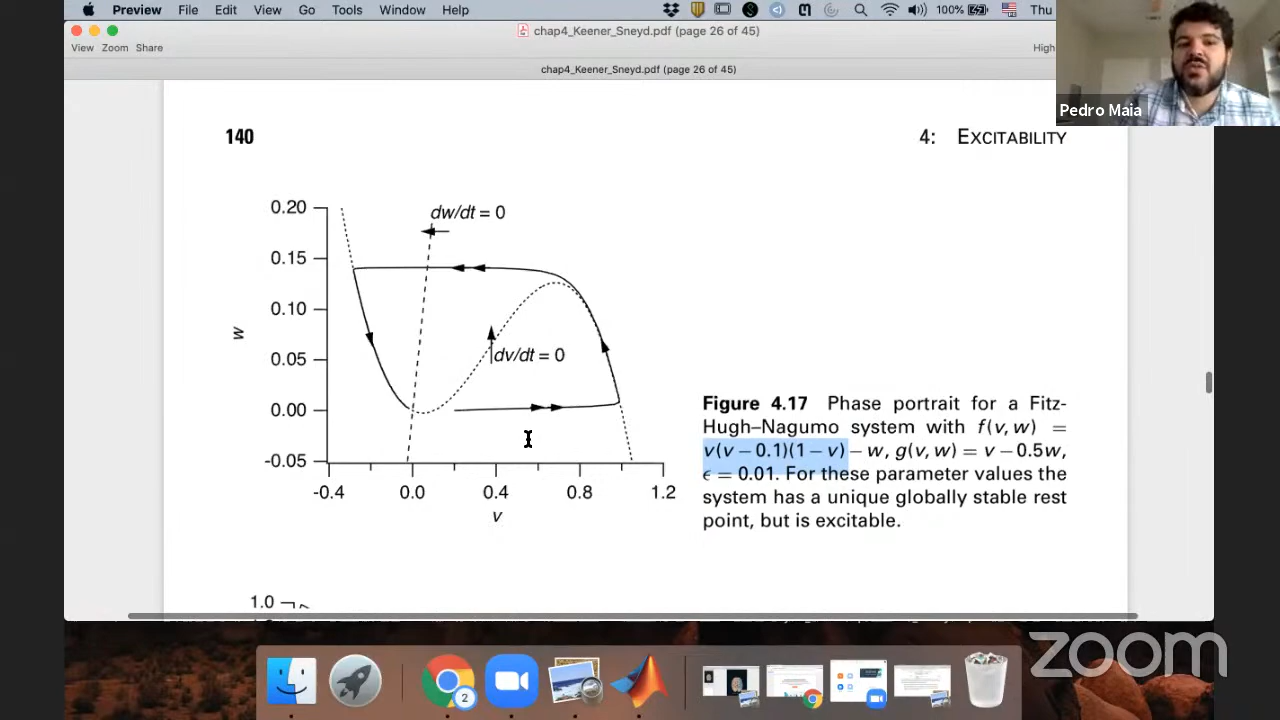 Preview File Edit View Go Tools Window Help 100% Thu
chap4_Keener_Sneyd.pdf (page 26 of 45)
View Zoom Share High
chap4_Keener_Sneyd.pdf (page 26 of 45)
Pedro Maia
140 4: EXCITABILITY
0.20
dw/dt = 0
0.15
0.10
w
0.05
dv/dt = 0
0.00
-0.05
-0.4 0.0 0.4 0.8 1.2
v
Figure 4.17 Phase portrait for a Fitz-
Hugh–Nagumo system with f(v, w) =
v(v − 0.1)(1 − v) − w, g(v, w) = v − 0.5w,
ϵ = 0.01. For these parameter values the
system has a unique globally stable rest
point, but is excitable.
1.0
2
zoom